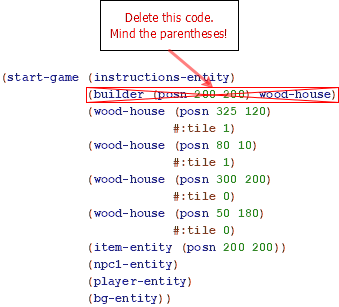 Delete this code.
Mind the parentheses!
(start-game (instructions-entity)
(builder (posn 200 200) wood-house)
(wood-house (posn 325 120)
#:tile 1)
(wood-house (posn 80 10)
#:tile 1)
(wood-house (posn 300 200)
#:tile 0)
(wood-house (posn 50 180)
#:tile 0)
(item-entity (posn 200 200))
(npc1-entity)
(player-entity)
(bg-entity))